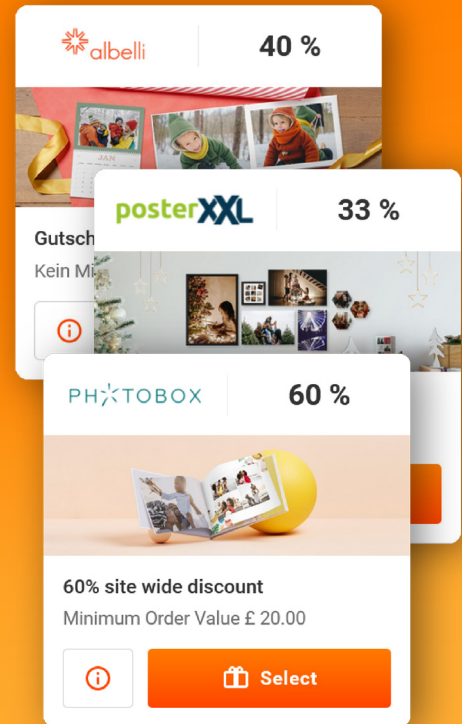 albelli
40 %
JAN
Gutsch
Kein Mi
posterXXL
33 %
PHOTOBOX
60 %
60% site wide discount
Minimum Order Value £ 20.00
Select